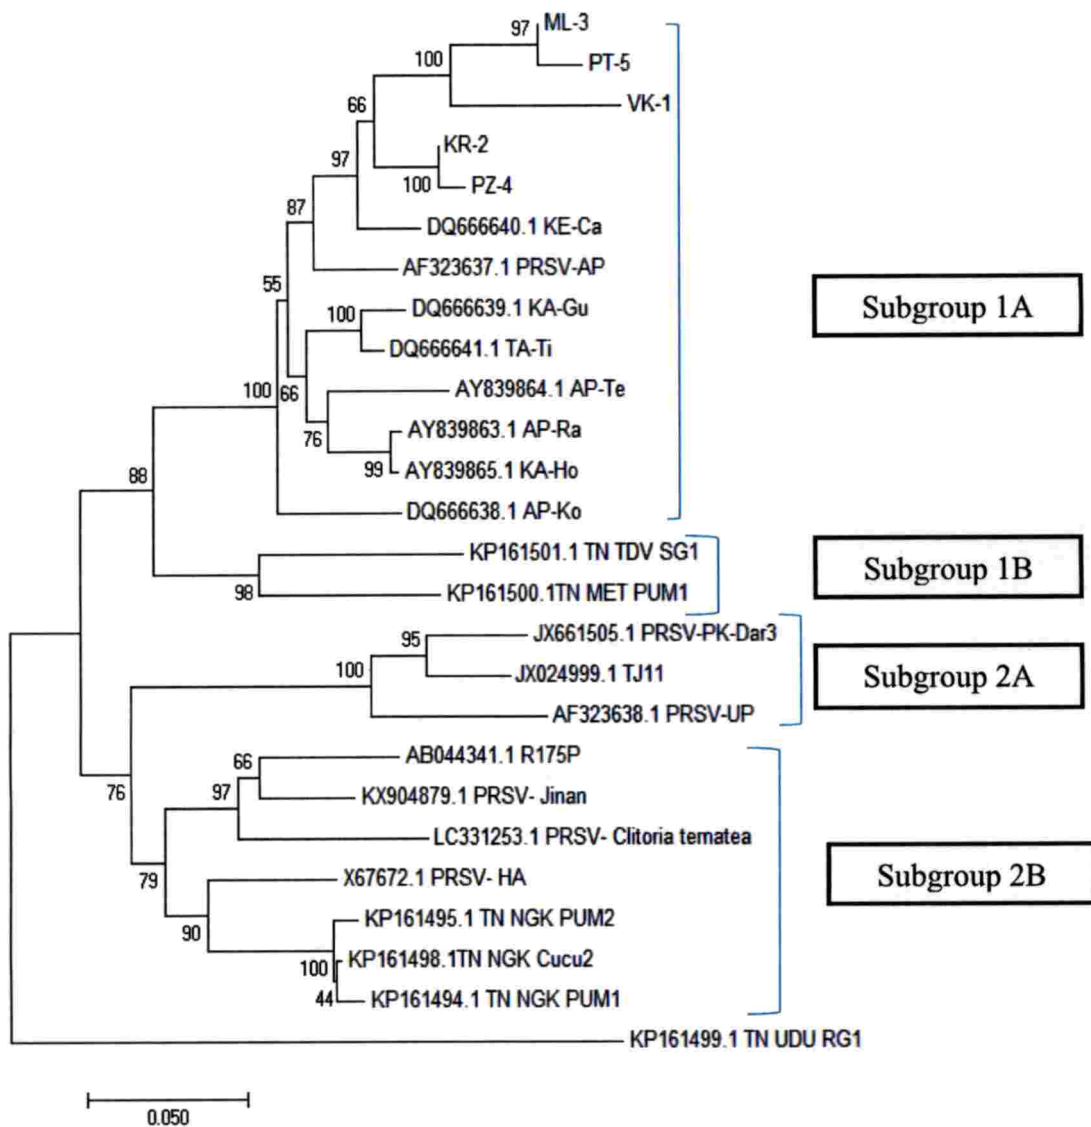 ML-3
97
PT-5
100
VK-1
66
KR-2
97
100
PZ-4
87
DQ666640.1 KE-Ca
AF323637.1 PRSV-AP
55
DQ666639.1 KA-Gu
100
DQ666641.1 TA-Ti
Subgroup 1A
100
66
AY839864.1 AP-Te
76
AY839863.1 AP-Ra
99
AY839865.1 KA-Ho
88
DQ666638.1 AP-Ko
KP161501.1 TN TDV SG1
Subgroup 1B
98
KP161500.1TN MET PUM1
95
JX661505.1 PRSV-PK-Dar3
100
JX024999.1 TJ11
Subgroup 2A
AF323638.1 PRSV-UP
66
AB044341.1 R175P
76
97
KX904879.1 PRSV- Jinan
LC331253.1 PRSV- Clitoria ternatea
79
X67672.1 PRSV- HA
Subgroup 2B
90
KP161495.1 TN NGK PUM2
100
KP161498.1TN NGK Cucu2
44
KP161494.1 TN NGK PUM1
KP161499.1 TN UDU RG1
0.050